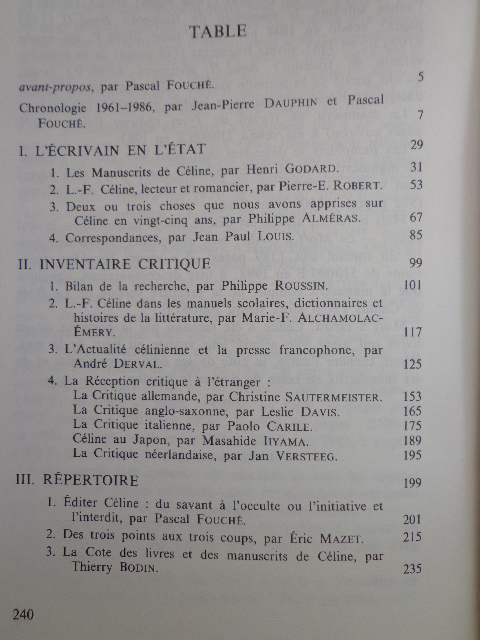 TABLE
avant-propos, par Pascal FOUCHÉ. 5
Chronologie 1961–1986, par Jean-Pierre DAUPHIN et Pascal
FOUCHÉ. 7
I. L'ÉCRIVAIN EN L'ÉTAT 29
1. Les Manuscrits de Céline, par Henri GODARD. 31
2. L.-F. Céline, lecteur et romancier, par Pierre-E. ROBERT. 53
3. Deux ou trois choses que nous avons apprises sur
Céline en vingt-cinq ans, par Philippe ALMÉRAS. 67
4. Correspondances, par Jean Paul LOUIS. 85
II. INVENTAIRE CRITIQUE 99
1. Bilan de la recherche, par Philippe ROUSSIN. 101
2. L.-F. Céline dans les manuels scolaires, dictionnaires et
histoires de la littérature, par Marie-F. ALCHAMOLAC-
ÉMERY. 117
3. L'Actualité célinienne et la presse francophone, par
André DERVAL. 125
4. La Réception critique à l'étranger :
La Critique allemande, par Christine SAUTERMEISTER. 153
La Critique anglo-saxonne, par Leslie DAVIS. 165
La Critique italienne, par Paolo CARILE. 175
Céline au Japon, par Masahide IIYAMA. 189
La Critique néerlandaise, par Jan VERSTEEG. 195
III. RÉPERTOIRE 199
1. Éditer Céline : du savant à l'occulte ou l'initiative et
l'interdit, par Pascal FOUCHÉ. 201
2. Des trois points aux trois coups, par Éric MAZET. 215
3. La Cote des livres et des manuscrits de Céline, par
Thierry BODIN. 235
240